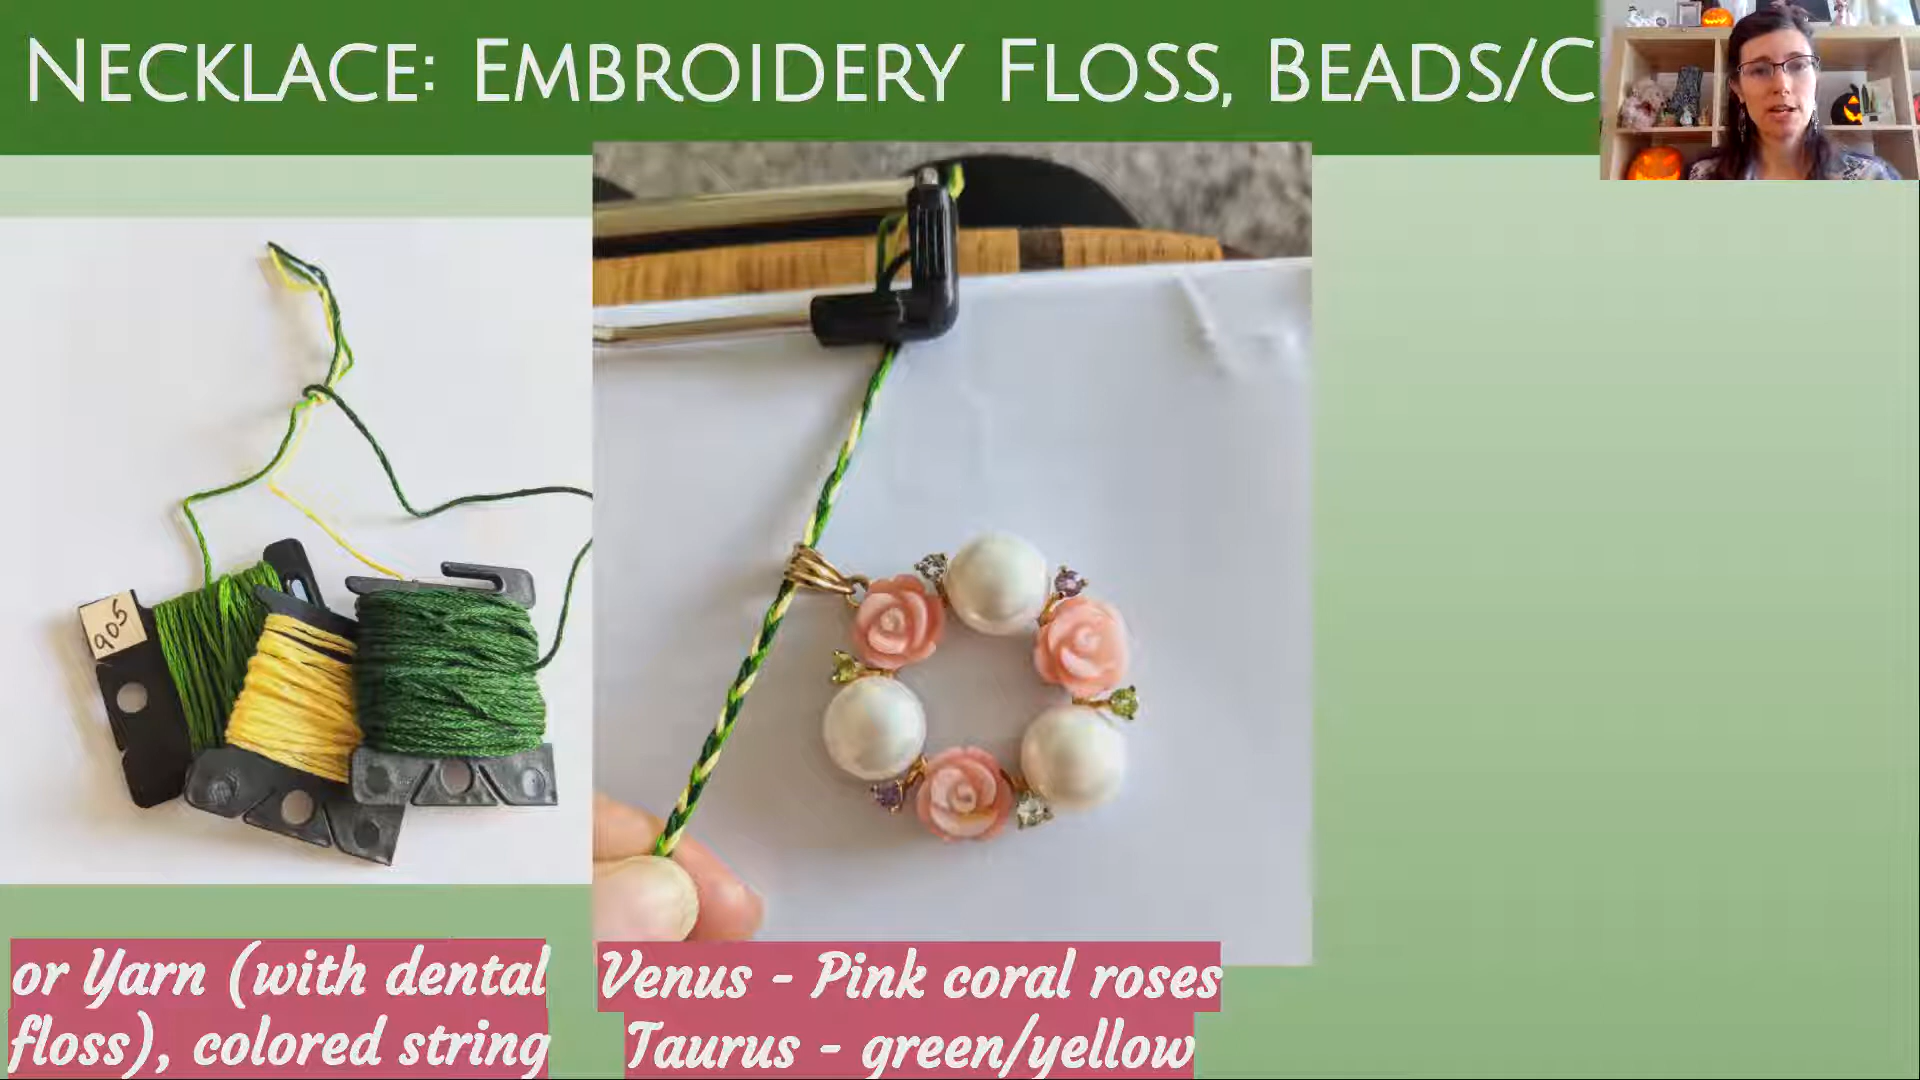 NECKLACE: EMBROIDERY FLOSS, BEADS/C
905
or Yarn (with dental
floss), colored string
Venus - Pink coral roses
Taurus - green/yellow